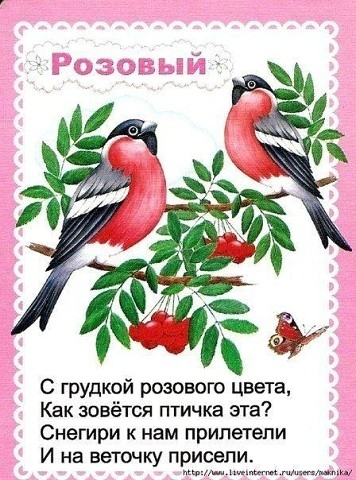 Розовый
С грудкой розового цвета,
Как зовётся птичка эта?
Снегири к нам прилетели
И на веточку присели.
http://www.liveinternet.ru/users/maknika/